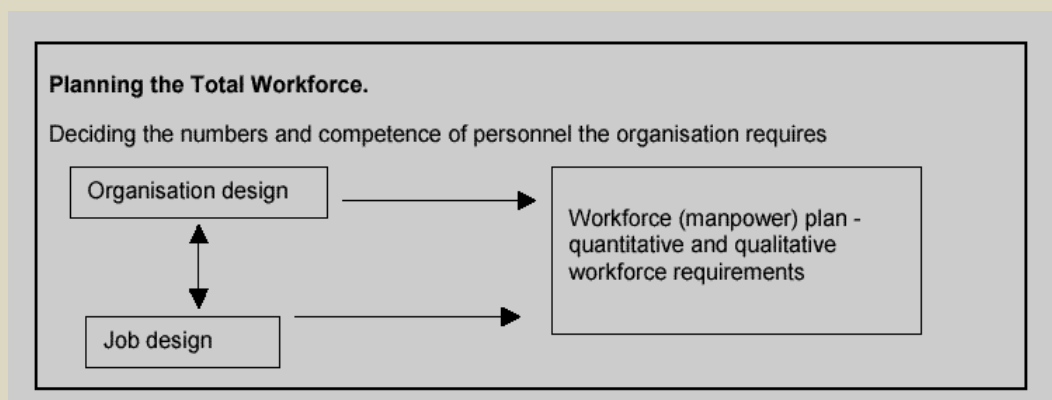 Planning the Total Workforce.
Deciding the numbers and competence of personnel the organisation requires
Organisation design
Workforce (manpower) plan -
quantitative and qualitative
workforce requirements
Job design